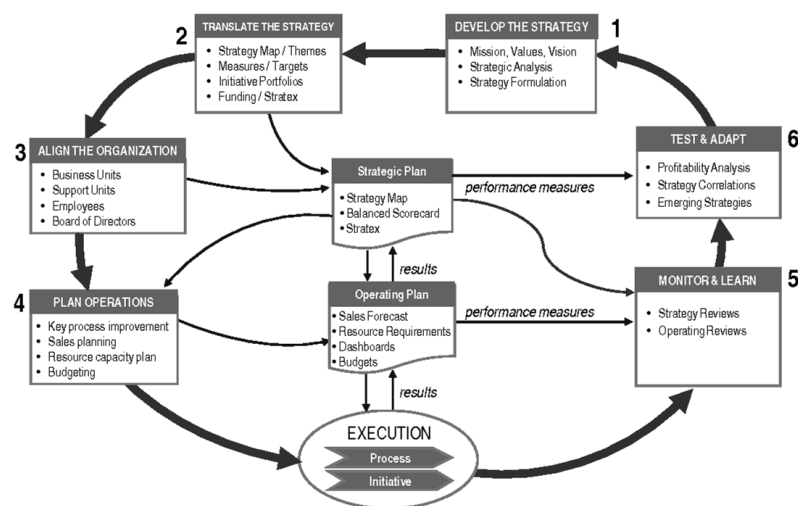 1
DEVELOP THE STRATEGY
• Mission, Values, Vision
• Strategic Analysis
• Strategy Formulation
2
TRANSLATE THE STRATEGY
• Strategy Map / Themes
• Measures / Targets
• Initiative Portfolios
• Funding / Stratex
3
ALIGN THE ORGANIZATION
• Business Units
• Support Units
• Employees
• Board of Directors
Strategic Plan
• Strategy Map
• Balanced Scorecard
• Stratex
performance measures
6
TEST & ADAPT
• Profitability Analysis
• Strategy Correlations
• Emerging Strategies
results
4
PLAN OPERATIONS
• Key process improvement
• Sales planning
• Resource capacity plan
• Budgeting
Operating Plan
• Sales Forecast
• Resource Requirements
• Dashboards
• Budgets
performance measures
5
MONITOR & LEARN
• Strategy Reviews
• Operating Reviews
results
EXECUTION
Process
Initiative